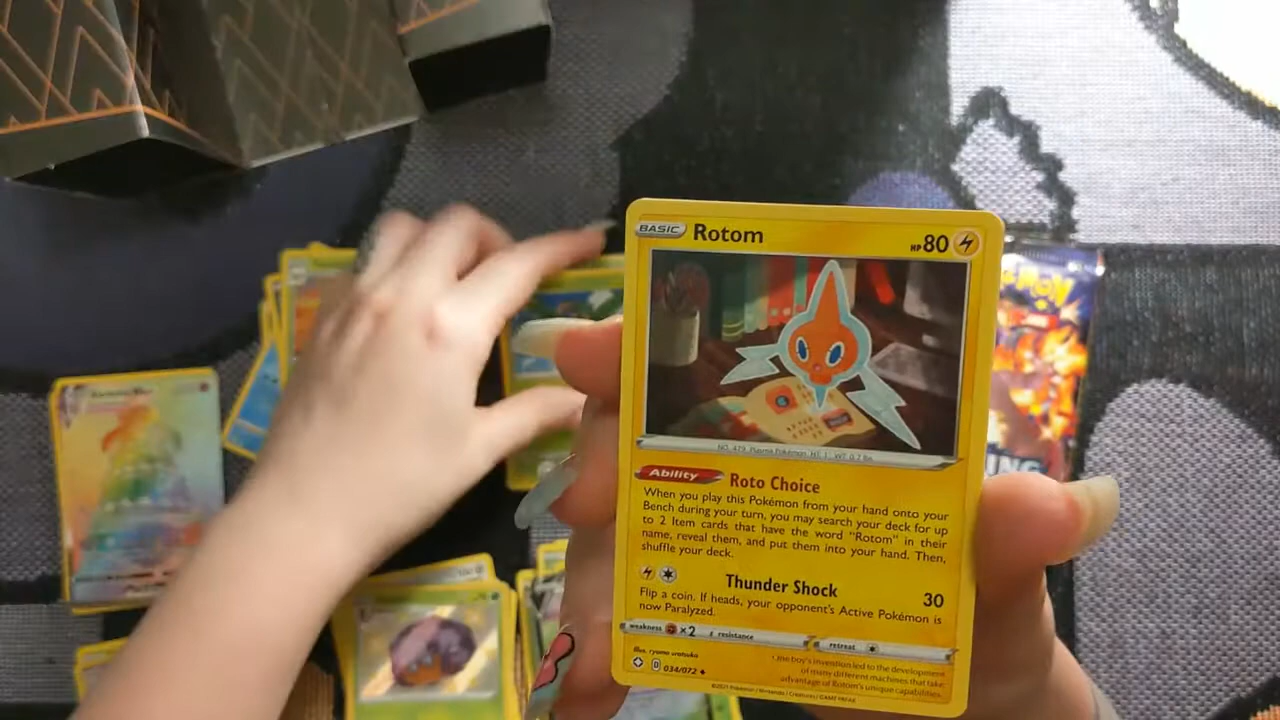 BASIC Rotom HP 80
NO. 479 Plasma Pokémon HT: 1' WT: 0.7 lbs.
Ability Roto Choice
When you play this Pokémon from your hand onto your
Bench during your turn, you may search your deck for up
to 2 Item cards that have the word "Rotom" in their
name, reveal them, and put them into your hand. Then,
shuffle your deck.
Thunder Shock 30
Flip a coin. If heads, your opponent's Active Pokémon is
now Paralyzed.
weakness ×2 resistance retreat
Illus. ryoma uratsuka
D 034/072
1 the boy's invention led to the development
of many different machines that take
advantage of Rotom's unique capabilities.
©2021 Pokémon / Nintendo / Creatures / GAME FREAK